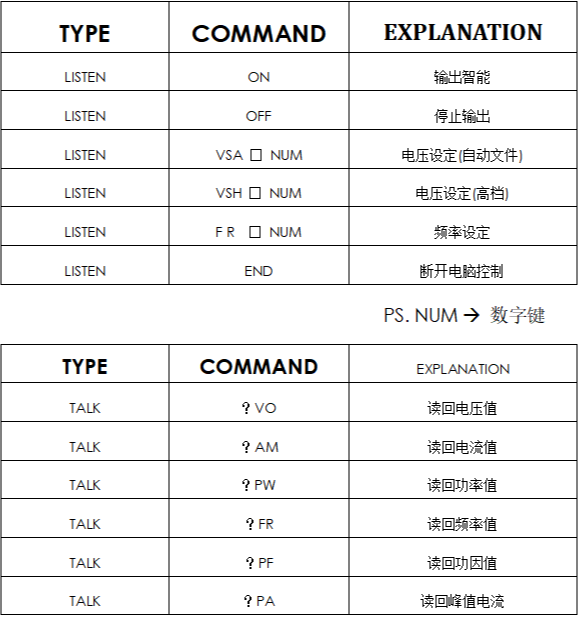 TYPE COMMAND EXPLANATION
LISTEN ON 输出智能
LISTEN OFF 停止输出
LISTEN VSA □ NUM 电压设定(自动文件)
LISTEN VSH □ NUM 电压设定(高档)
LISTEN F R □ NUM 频率设定
LISTEN END 断开电脑控制
PS. NUM → 数字键
TYPE COMMAND EXPLANATION
TALK ? VO 读回电压值
TALK ? AM 读回电流值
TALK ? PW 读回功率值
TALK ? FR 读回频率值
TALK ? PF 读回功因值
TALK ? PA 读回峰值电流